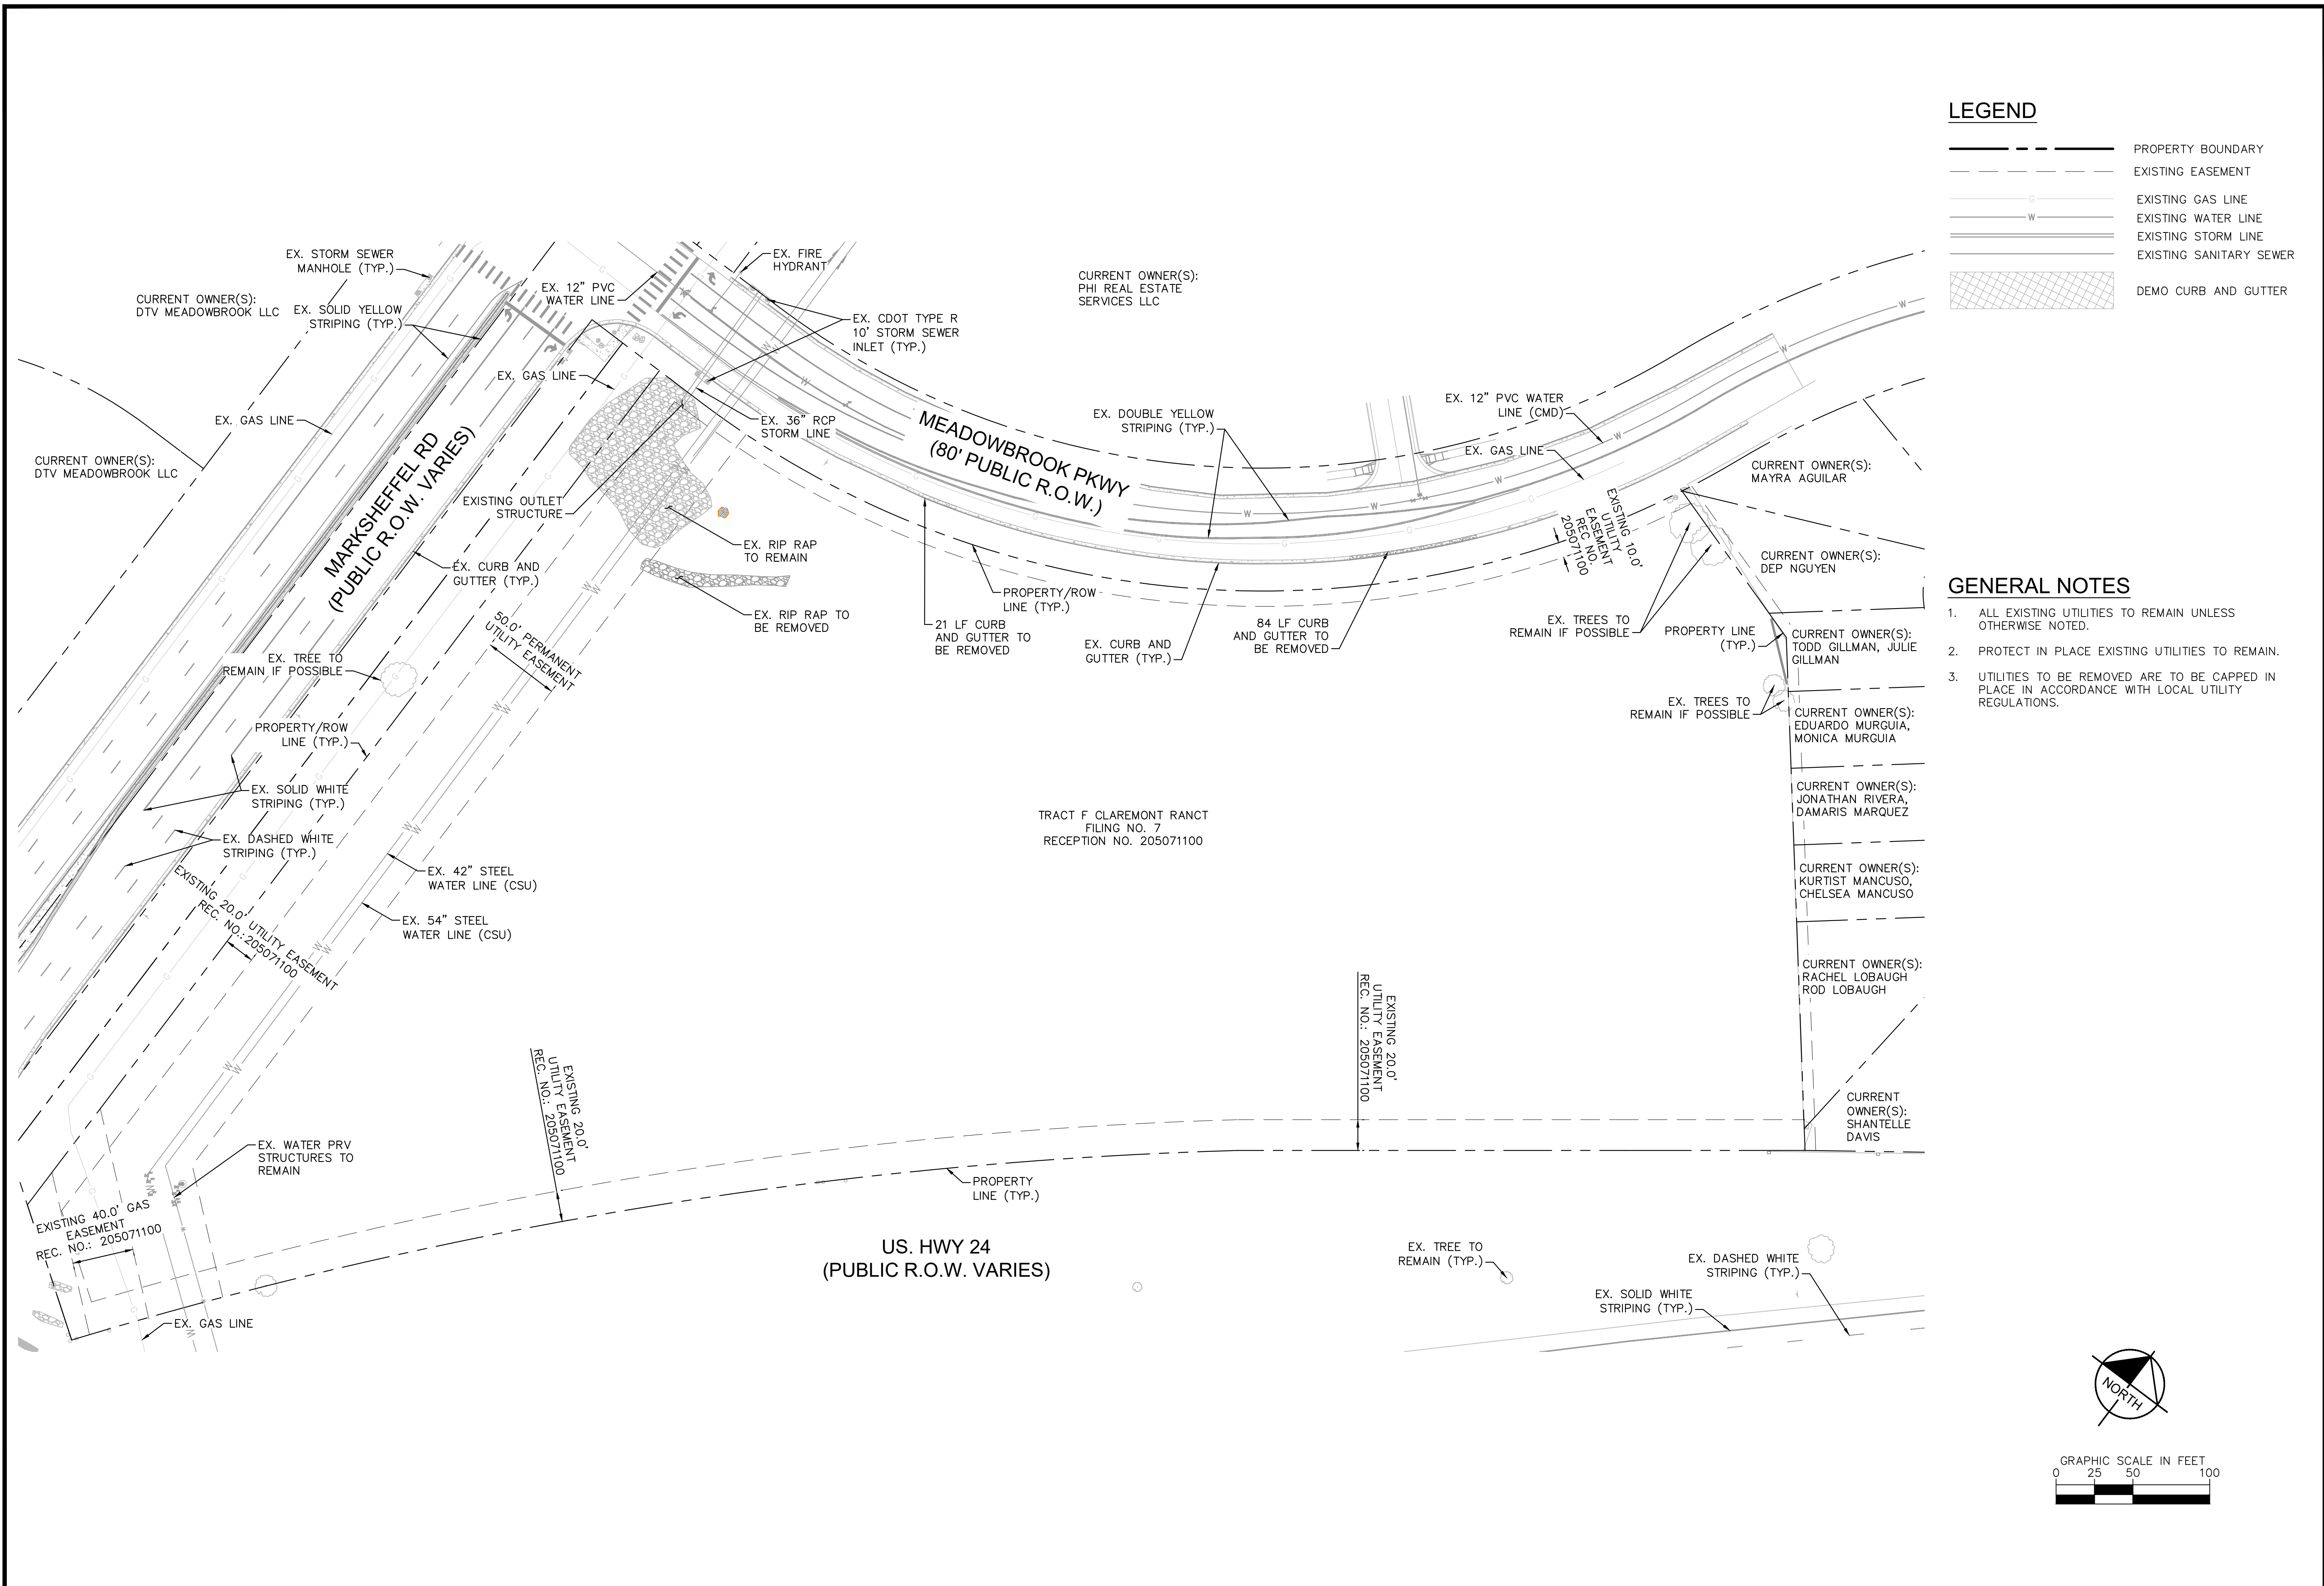 LEGEND
PROPERTY BOUNDARY
EXISTING EASEMENT
G
EXISTING GAS LINE
W
EXISTING WATER LINE
EXISTING STORM LINE
EXISTING SANITARY SEWER
DEMO CURB AND GUTTER
GENERAL NOTES
1. ALL EXISTING UTILITIES TO REMAIN UNLESS
OTHERWISE NOTED.
2. PROTECT IN PLACE EXISTING UTILITIES TO REMAIN.
3. UTILITIES TO BE REMOVED ARE TO BE CAPPED IN
PLACE IN ACCORDANCE WITH LOCAL UTILITY
REGULATIONS.
EX. STORM SEWER
MANHOLE (TYP.)
CURRENT OWNER(S):
DTV MEADOWBROOK LLC
EX. SOLID YELLOW
STRIPING (TYP.)
EX. 12" PVC
WATER LINE
EX. FIRE
HYDRANT
EX. CDOT TYPE R
10' STORM SEWER
INLET (TYP.)
CURRENT OWNER(S):
PHI REAL ESTATE
SERVICES LLC
EX. GAS LINE
EX. GAS LINE
CURRENT OWNER(S):
DTV MEADOWBROOK LLC
MARKSHEFFEL RD
(PUBLIC R.O.W. VARIES)
EX. 36" RCP
STORM LINE
MEADOWBROOK PKWY
(80' PUBLIC R.O.W.)
EX. DOUBLE YELLOW
STRIPING (TYP.)
EX. 12" PVC WATER
LINE (CMD)
EX. GAS LINE
CURRENT OWNER(S):
MAYRA AGUILAR
EXISTING OUTLET
STRUCTURE
EX. RIP RAP
TO REMAIN
EX. CURB AND
GUTTER (TYP.)
EX. RIP RAP TO
BE REMOVED
PROPERTY/ROW
LINE (TYP.)
21 LF CURB
AND GUTTER TO
BE REMOVED
EX. CURB AND
GUTTER (TYP.)
84 LF CURB
AND GUTTER TO
BE REMOVED
EXISTING 10.0'
UTILITY
EASEMENT
REC. NO.
205071100
CURRENT OWNER(S):
DEP NGUYEN
EX. TREES TO
REMAIN IF POSSIBLE
PROPERTY LINE
(TYP.)
CURRENT OWNER(S):
TODD GILLMAN, JULIE
GILLMAN
50.0' PERMANENT
UTILITY EASEMENT
EX. TREE TO
REMAIN IF POSSIBLE
EX. TREES TO
REMAIN IF POSSIBLE
CURRENT OWNER(S):
EDUARDO MURGUIA,
MONICA MURGUIA
PROPERTY/ROW
LINE (TYP.)
EX. SOLID WHITE
STRIPING (TYP.)
CURRENT OWNER(S):
JONATHAN RIVERA,
DAMARIS MARQUEZ
TRACT F CLAREMONT RANCT
FILING NO. 7
RECEPTION NO. 205071100
EX. DASHED WHITE
STRIPING (TYP.)
EX. 42" STEEL
WATER LINE (CSU)
CURRENT OWNER(S):
KURTIST MANCUSO,
CHELSEA MANCUSO
EXISTING 20.0' UTILITY EASEMENT
REC. NO.: 205071100
EX. 54" STEEL
WATER LINE (CSU)
CURRENT OWNER(S):
RACHEL LOBAUGH
ROD LOBAUGH
EXISTING 20.0'
UTILITY EASEMENT
REC. NO.: 205071100
EXISTING 20.0'
UTILITY EASEMENT
REC. NO.: 205071100
CURRENT
OWNER(S):
SHANTELLE
DAVIS
EX. WATER PRV
STRUCTURES TO
REMAIN
PROPERTY
LINE (TYP.)
EXISTING 40.0' GAS
EASEMENT
REC. NO.: 205071100
US. HWY 24
(PUBLIC R.O.W. VARIES)
EX. TREE TO
REMAIN (TYP.)
EX. DASHED WHITE
STRIPING (TYP.)
EX. SOLID WHITE
STRIPING (TYP.)
EX. GAS LINE
NORTH
GRAPHIC SCALE IN FEET
0 25 50 100